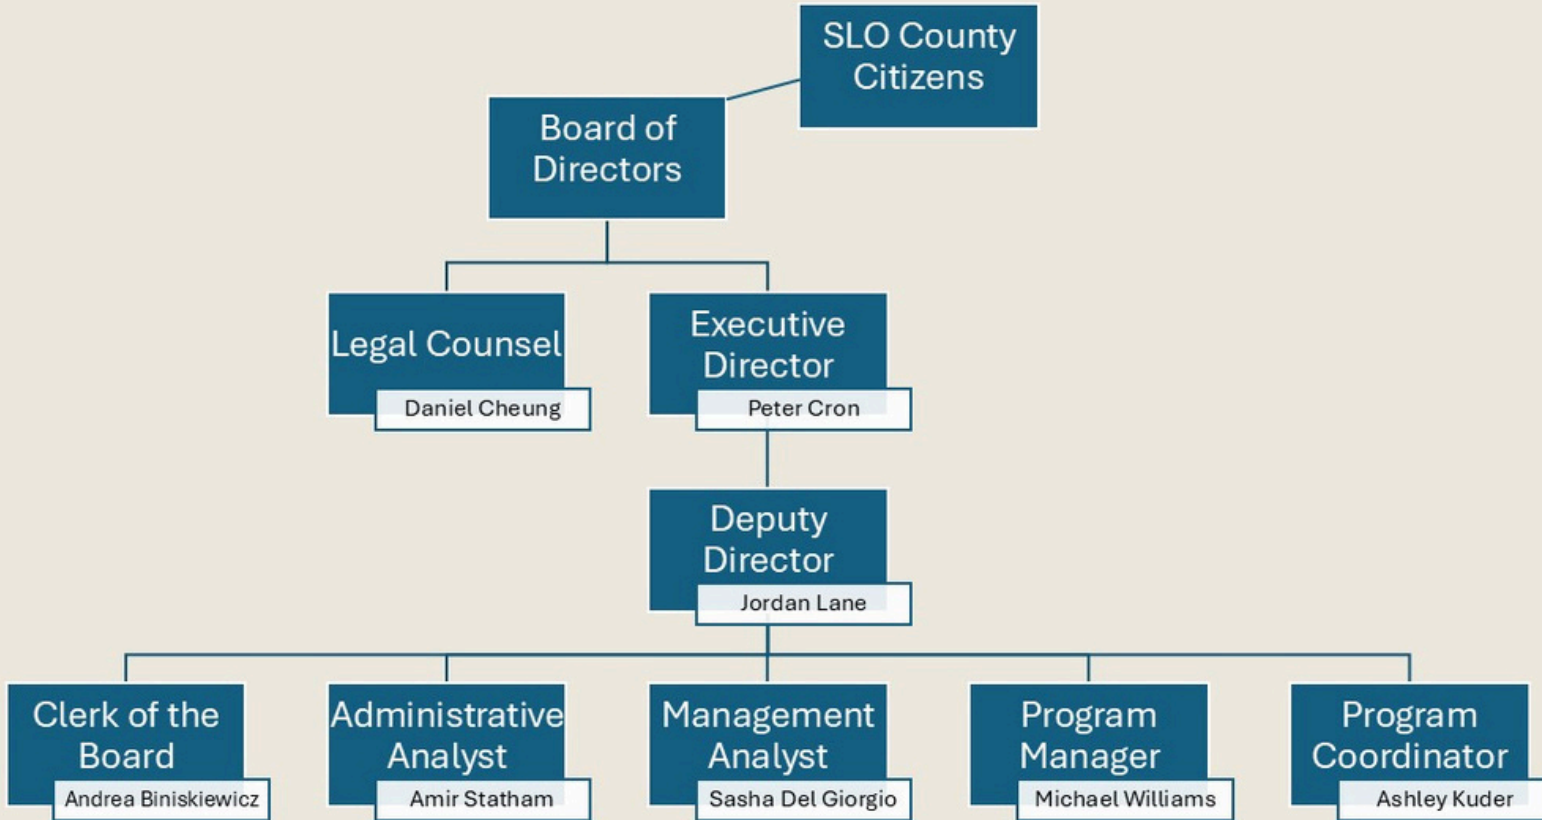 SLO County
Citizens
Board of
Directors
Legal Counsel
Daniel Cheung
Executive
Director
Peter Cron
Deputy
Director
Jordan Lane
Clerk of the
Board
Andrea Biniskiewicz
Administrative
Analyst
Amir Statham
Management
Analyst
Sasha Del Giorgio
Program
Manager
Michael Williams
Program
Coordinator
Ashley Kuder